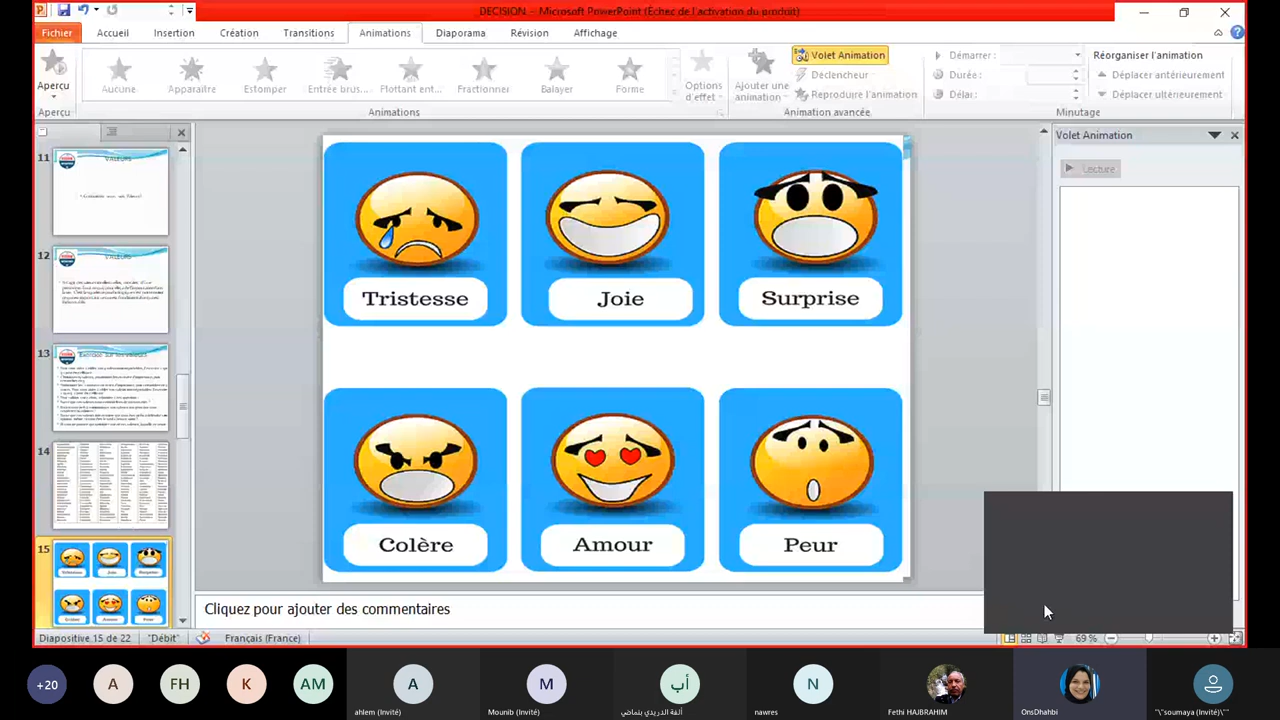 DECISION – Microsoft PowerPoint (Échec de l'activation du produit)
Fichier Accueil Insertion Création Transitions Animations Diaporama Révision Affichage
Aperçu
Aucune Apparaître Estomper Entrée brus... Flottant ent... Fractionner Balayer Forme
Options d'effet
Ajouter une animation
Volet Animation
Déclencheur
Reproduire l'animation
Démarrer :
Durée :
Délai :
Réorganiser l'animation
Déplacer antérieurement
Déplacer ultérieurement
Aperçu Animations Animation avancée Minutage
11
VALEURS
12
VALEURS
13
14
15
Tristesse Joie Surprise
Colère Amour Peur
Volet Animation
Lecture
Cliquez pour ajouter des commentaires
Diapositive 15 de 22 "Débit" Français (France) 69 %
+20 A FH K AM A M أب N
ahlem (Invité) Mounib (Invité) ألفة الدريدي بنماضي nawres Fethi HAJBRAHIM OnsDhahbi "\"soumaya (Invité)\""